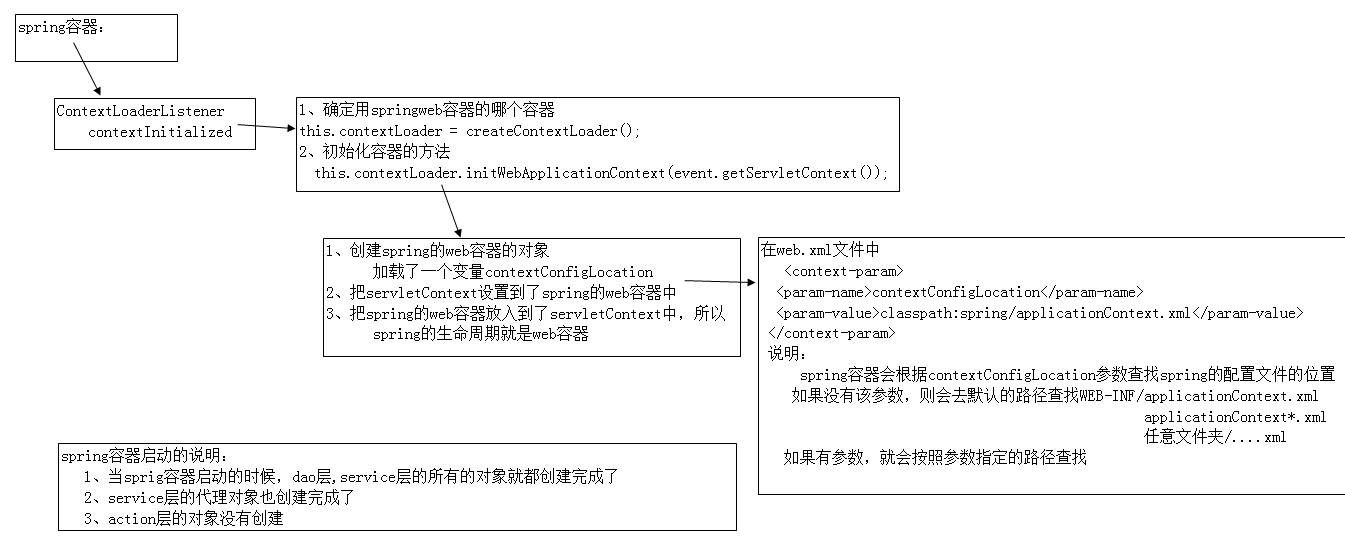 spring容器：
ContextLoaderListener
contextInitialized
1、确定用springweb容器的哪个容器
this.contextLoader = createContextLoader();
2、初始化容器的方法
this.contextLoader.initWebApplicationContext(event.getServletContext());
1、创建spring的web容器的对象
加载了一个变量contextConfigLocation
2、把servletContext设置到了spring的web容器中
3、把spring的web容器放入到了servletContext中，所以
spring的生命周期就是web容器
在web.xml文件中
<context-param>
<param-name>contextConfigLocation</param-name>
<param-value>classpath:spring/applicationContext.xml</param-value>
</context-param>
说明：
spring容器会根据contextConfigLocation参数查找spring的配置文件的位置
如果没有该参数，则会去默认的路径查找WEB-INF/applicationContext.xml
applicationContext*.xml
任意文件夹/....xml
如果有参数，就会按照参数指定的路径查找
spring容器启动的说明：
1、当sprig容器启动的时候，dao层,service层的所有的对象就都创建完成了
2、service层的代理对象也创建完成了
3、action层的对象没有创建